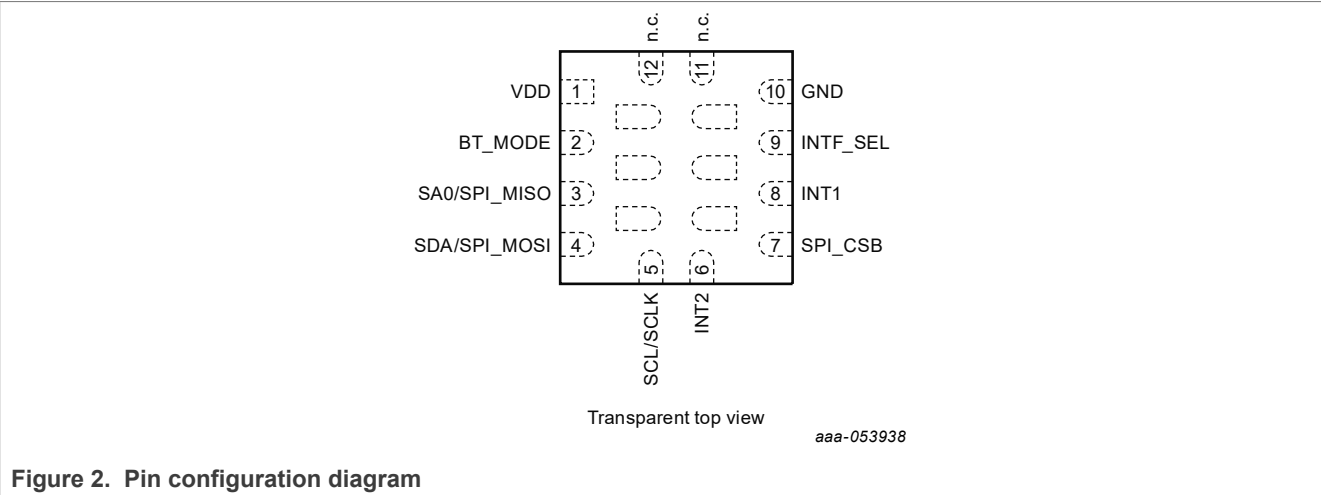 n.c. n.c.
12 11
VDD 1 10 GND
BT_MODE 2 9 INTF_SEL
SA0/SPI_MISO 3 8 INT1
SDA/SPI_MOSI 4 7 SPI_CSB
5 6
SCL/SCLK INT2
Transparent top view
aaa-053938
Figure 2. Pin configuration diagram